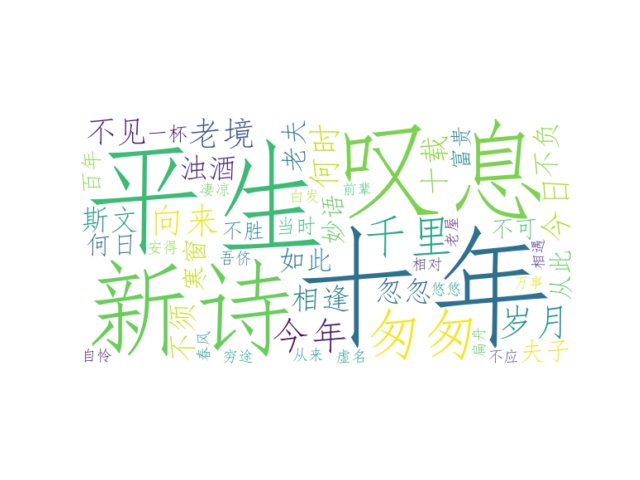 不见
一杯
老境
老夫
何时
叹息
十载
富贵
不负
百年
平生
浊酒
凄凉
白发
前辈
妙语
今日
斯文
向来
不胜
当时
千里
老屋
不可
相遇
何日
安得
寒窗
吾侪
如此
相对
从此
新诗
十年
相逢
忽忽
悠悠
万事
不须
今年
匆匆
扁舟
岁月
自怜
春风
穷途
从来
虚名
不应
夫子